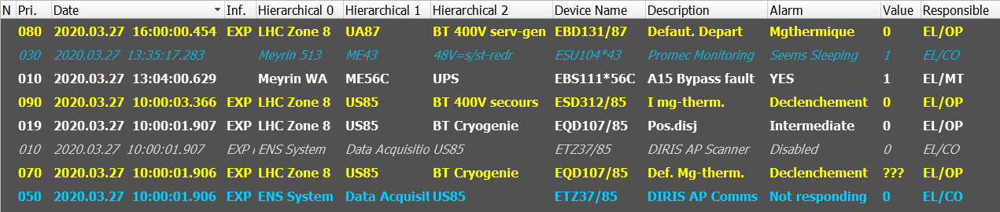 N Pri. Date Inf. Hierarchical 0 Hierarchical 1 Hierarchical 2 Device Name Description Alarm Value Responsible
080 2020.03.27 16:00:00.454 EXP LHC Zone 8 UA87 BT 400V serv-gen EBD131/87 Defaut. Depart Mgthermique 0 EL/OP
030 2020.03.27 13:35:17.283 Meyrin 513 ME43 48V=s/st-redr ESU104*43 Promec Monitoring Seems Sleeping 1 EL/CO
010 2020.03.27 13:04:00.629 Meyrin WA ME56C UPS EBS111*56C A15 Bypass fault YES 1 EL/MT
090 2020.03.27 10:00:03.366 EXP LHC Zone 8 US85 BT 400V secours ESD312/85 I mg-therm. Declenchement 0 EL/OP
019 2020.03.27 10:00:01.907 EXP LHC Zone 8 US85 BT Cryogenie EQD107/85 Pos.disj Intermediate 0 EL/OP
010 2020.03.27 10:00:01.907 EXP ENS System Data Acquisitio US85 ETZ37/85 DIRIS AP Scanner Disabled 0 EL/CO
070 2020.03.27 10:00:01.906 EXP LHC Zone 8 US85 BT Cryogenie EQD107/85 Def. Mg-therm. Declenchement ??? EL/OP
050 2020.03.27 10:00:01.906 EXP ENS System Data Acquisit US85 ETZ37/85 DIRIS AP Comms Not responding 0 EL/CO